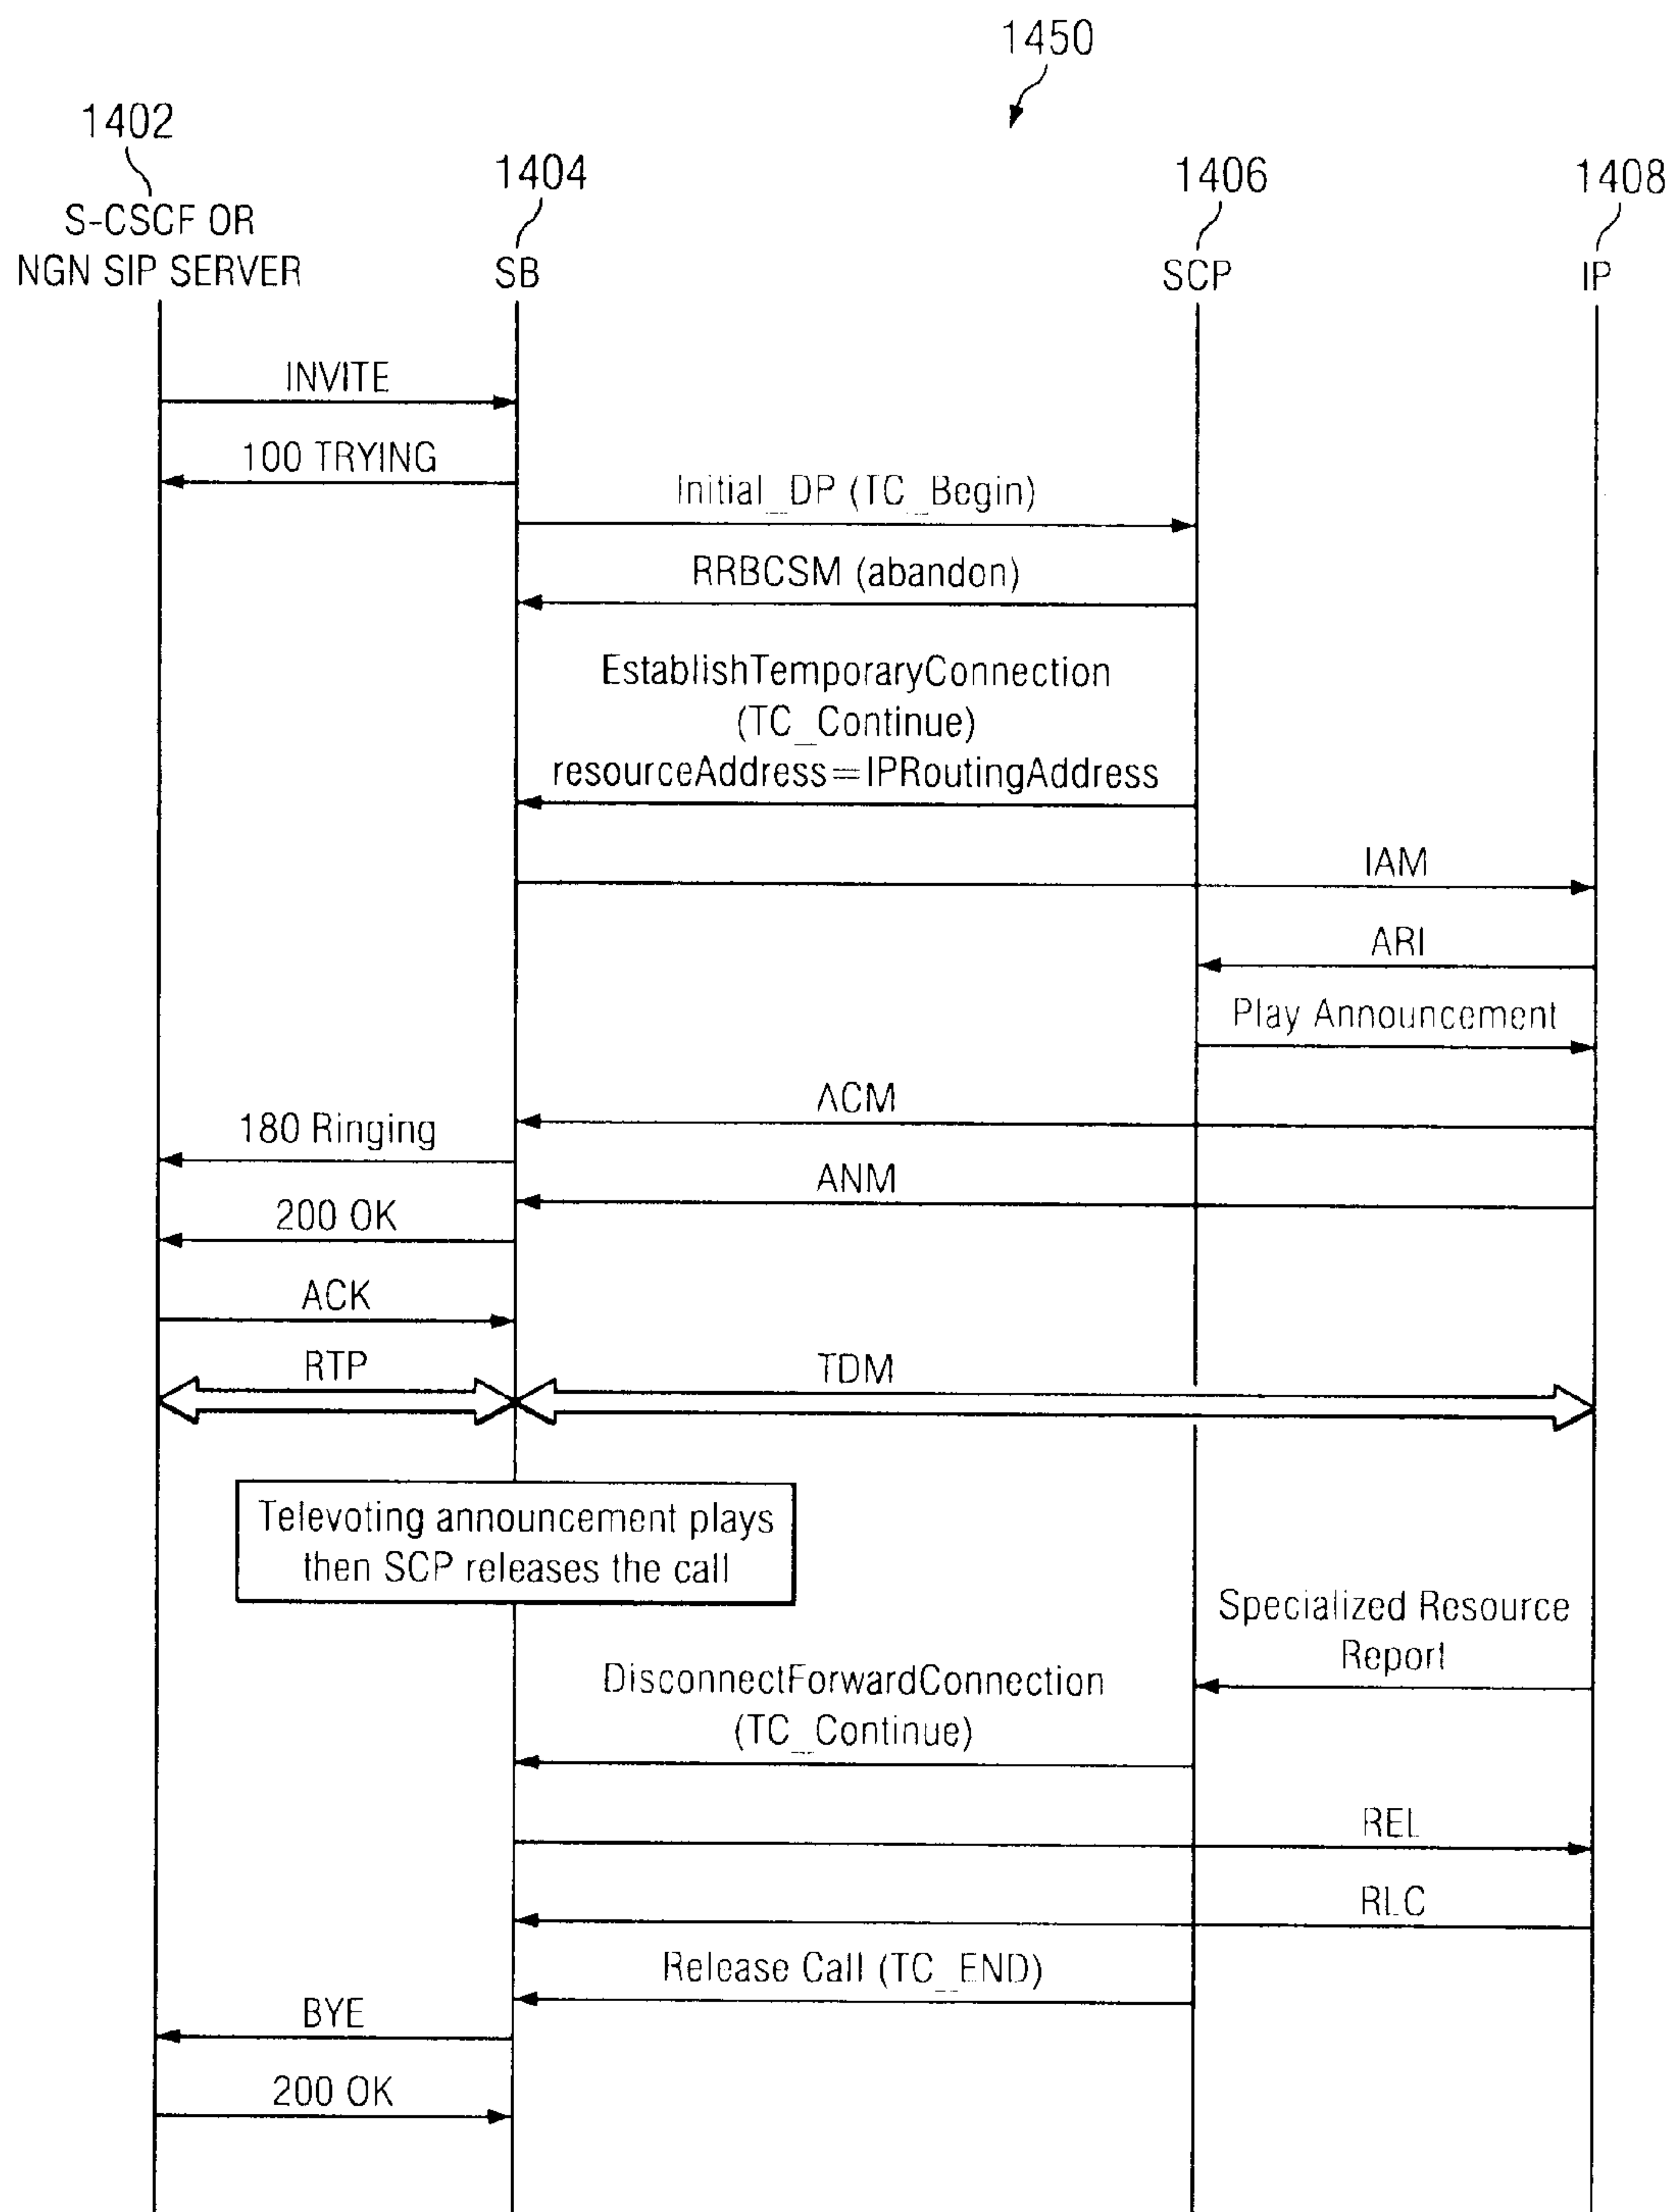 1450
1402
1404
1406
1408
S-CSCF OR
NGN SIP SERVER
SB
SCP
IP
INVITE
100 TRYING
Initial_DP (TC_Begin)
RRBCSM (abandon)
EstablishTemporaryConnection
(TC_Continue)
resourceAddress=IPRoutingAddress
IAM
ARI
Play Announcement
ACM
180 Ringing
ANM
200 OK
ACK
RTP
TDM
Televoting announcement plays
then SCP releases the call
Specialized Resource
Report
DisconnectForwardConnection
(TC_Continue)
REL
RLC
Release Call (TC_END)
BYE
200 OK